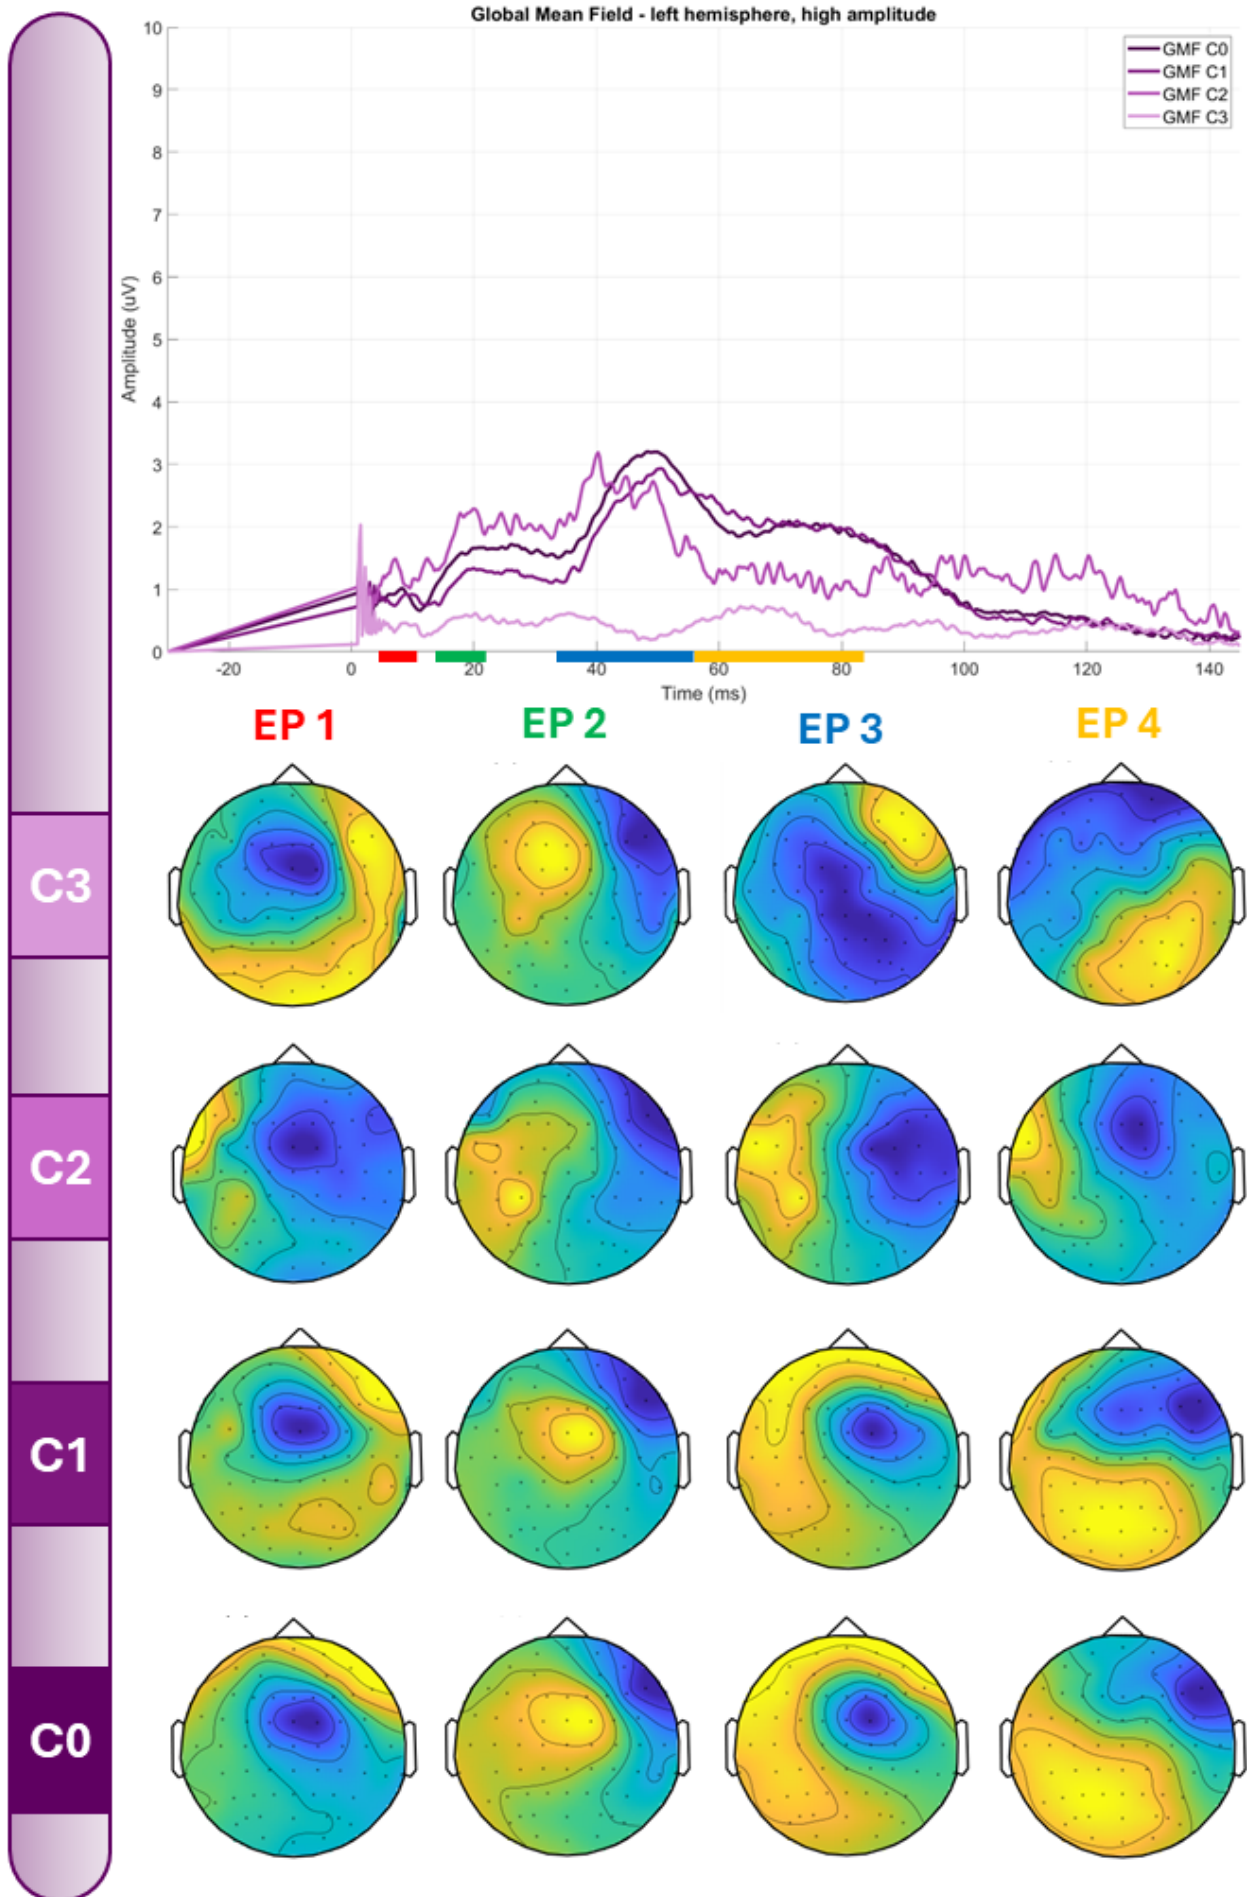 Global Mean Field - left hemisphere, high amplitude
GMF C0
GMF C1
GMF C2
GMF C3
10
9
8
7
6
5
4
3
2
1
0
Amplitude (uV)
-20 0 20 40 60 80 100 120 140
Time (ms)
EP 1 EP 2 EP 3 EP 4
C3
C2
C1
C0